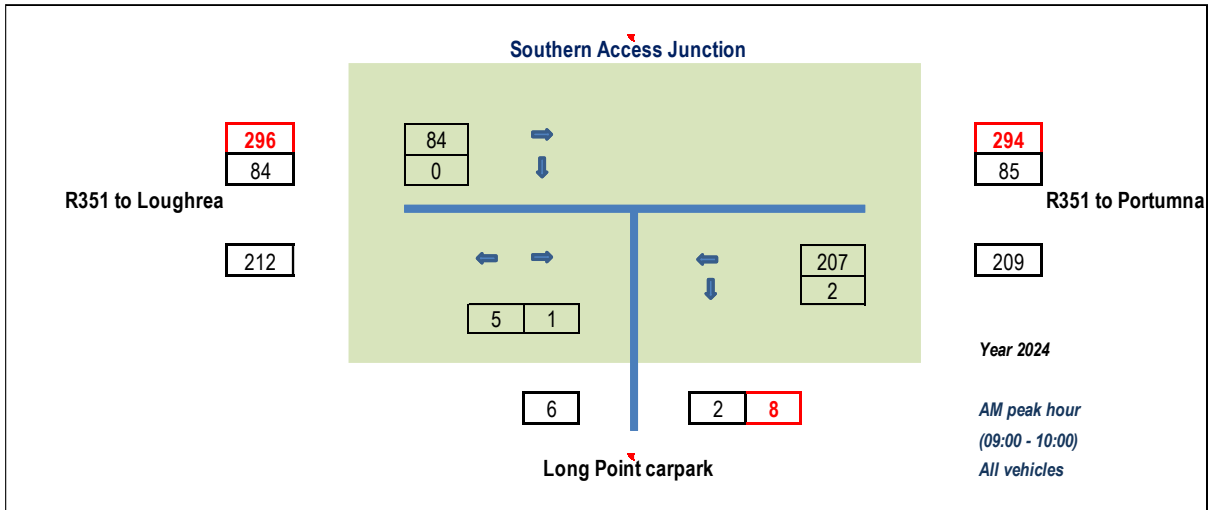 Southern Access Junction
296 84 294
84 0 85
R351 to Loughrea R351 to Portumna
212 207 209
2
5 1
Year 2024
6 2 8 AM peak hour
(09:00 - 10:00)
Long Point carpark All vehicles